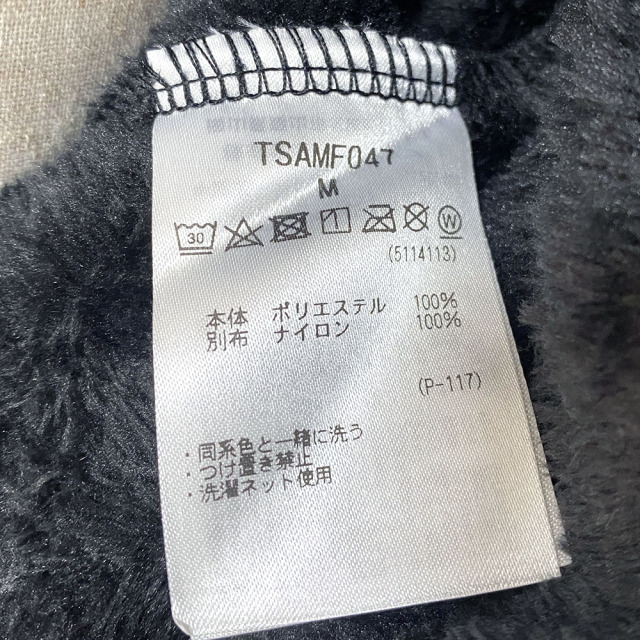 TSAMF047
M
30
W
(5114113)
本体 ポリエステル 100%
別布 ナイロン 100%
(P-117)
・同系色と一緒に洗う
・つけ置き禁止
・洗濯ネット使用